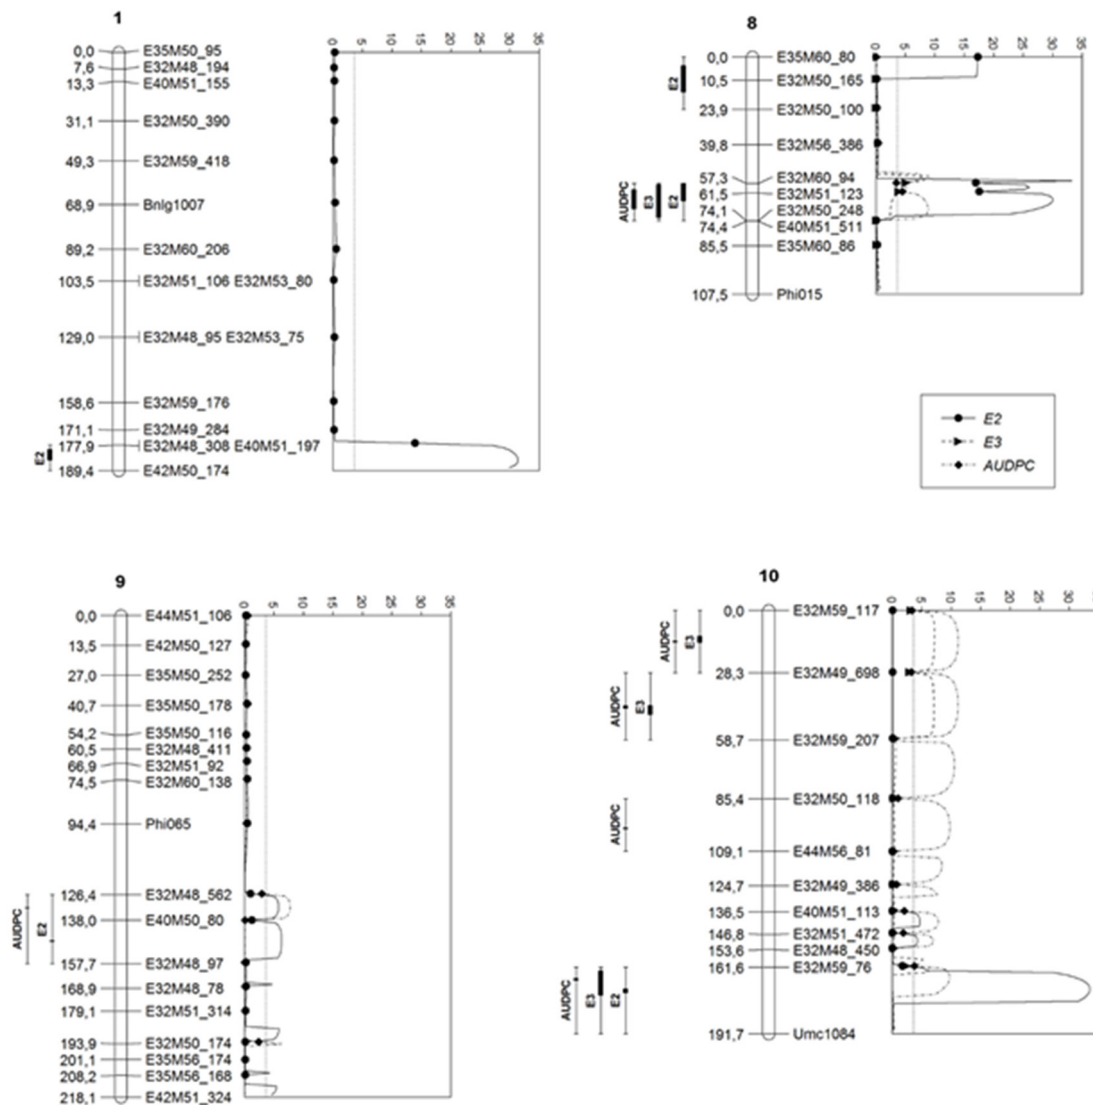 1
0 5 10 15 20 25 30 35
0,0 E35M50_95
7,6 E32M48_194
13,3 E40M51_155
31,1 E32M50_390
49,3 E32M59_418
68,9 Bnlg1007
89,2 E32M60_206
103,5 E32M51_106 E32M53_80
129,0 E32M48_95 E32M53_75
158,6 E32M59_176
171,1 E32M49_284
177,9 E32M48_308 E40M51_197
189,4 E42M50_174
E2
8
0 5 10 15 20 25 30 35
0,0 E35M60_80
10,5 E32M50_165
23,9 E32M50_100
39,8 E32M56_386
57,3 E32M60_94
61,5 E32M51_123
74,1 E32M50_248
74,4 E40M51_511
85,5 E35M60_86
107,5 Phi015
E2
AUDPC E3 E2
E2
E3
AUDPC
9
0 5 10 15 20 25 30 35
0,0 E44M51_106
13,5 E42M50_127
27,0 E35M50_252
40,7 E35M50_178
54,2 E35M50_116
60,5 E32M48_411
66,9 E32M51_92
74,5 E32M60_138
94,4 Phi065
126,4 E32M48_562
138,0 E40M50_80
157,7 E32M48_97
168,9 E32M48_78
179,1 E32M51_314
193,9 E32M50_174
201,1 E35M56_174
208,2 E35M56_168
218,1 E42M51_324
AUDPC E2
10
0 5 10 15 20 25 30
0,0 E32M59_117
28,3 E32M49_698
58,7 E32M59_207
85,4 E32M50_118
109,1 E44M56_81
124,7 E32M49_386
136,5 E40M51_113
146,8 E32M51_472
153,6 E32M48_450
161,6 E32M59_76
191,7 Umc1084
AUDPC E3
AUDPC E3
AUDPC
AUDPC E3 E2